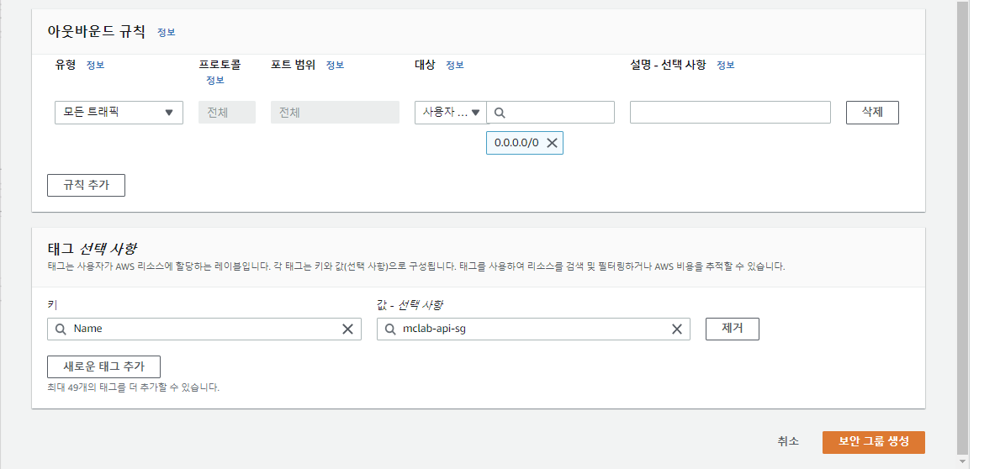 아웃바운드 규칙 정보
유형 정보 프로토콜 정보 포트 범위 정보 대상 정보 설명 - 선택 사항 정보
모든 트래픽 전체 전체 사용자 ... 삭제
0.0.0.0/0
규칙 추가
태그 선택 사항
태그는 사용자가 AWS 리소스에 할당하는 레이블입니다. 각 태그는 키와 값(선택 사항)으로 구성됩니다. 태그를 사용하여 리소스를 검색 및 필터링하거나 AWS 비용을 추적할 수 있습니다.
키 값 - 선택 사항
Name mclab-api-sg 제거
새로운 태그 추가
최대 49개의 태그를 더 추가할 수 있습니다.
취소 보안 그룹 생성